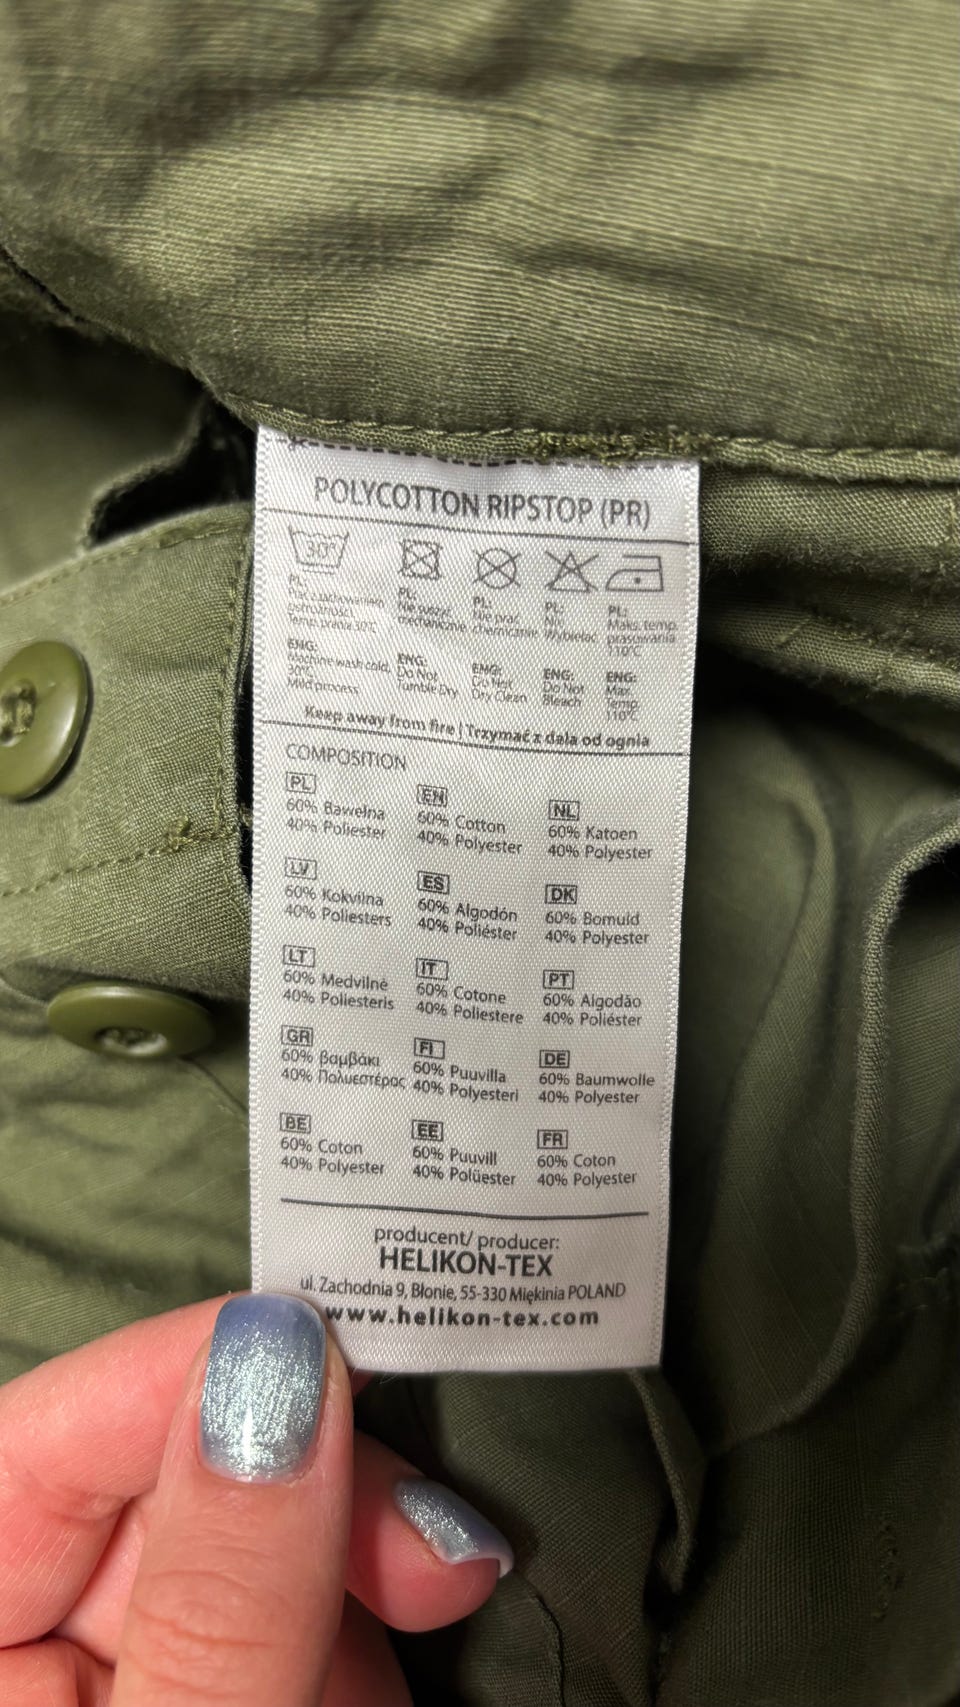 POLYCOTTON RIPSTOP (PR)
30°
PL:
Prać z zachowaniem
ostrożności
Temp. prania 30°C
PL:
Nie suszyć
mechanicznie
PL:
Nie prać
chemicznie
PL:
Nie
Wybielać
PL:
Maks. temp.
prasowania
110°C
ENG:
Machine wash cold,
30°C
Mild process
ENG:
Do Not
Tumble Dry
ENG:
Do Not
Dry Clean
ENG:
Do Not
Bleach
ENG:
Max.
Temp.
110°C
Keep away from fire | Trzymać z dala od ognia
COMPOSITION
PL
60% Bawełna
40% Poliester
EN
60% Cotton
40% Polyester
NL
60% Katoen
40% Polyester
LV
60% Kokvilna
40% Poliesters
ES
60% Algodón
40% Poliéster
DK
60% Bomuld
40% Polyester
LT
60% Medvilnė
40% Poliesteris
IT
60% Cotone
40% Poliestere
PT
60% Algodão
40% Poliéster
GR
60% βαμβάκι
40% Πολυεστέρας
FI
60% Puuvilla
40% Polyesteri
DE
60% Baumwolle
40% Polyester
BE
60% Coton
40% Polyester
EE
60% Puuvill
40% Polüester
FR
60% Coton
40% Polyester
producent/ producer:
HELIKON-TEX
ul. Zachodnia 9, Błonie, 55-330 Miękinia POLAND
www.helikon-tex.com